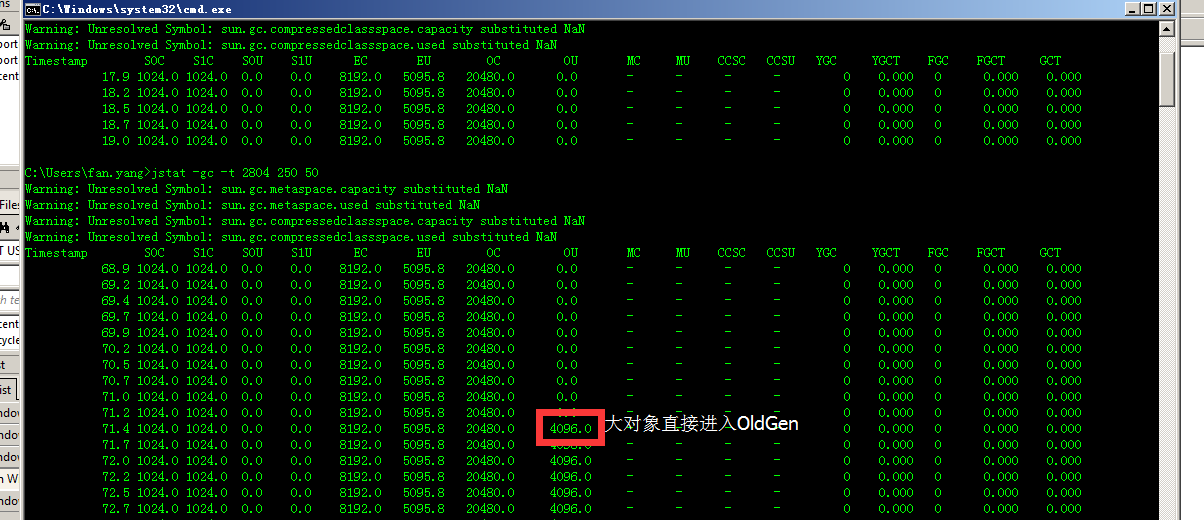 C:\Windows\system32\cmd.exe
Warning: Unresolved Symbol: sun.gc.compressedclassspace.capacity substituted NaN
Warning: Unresolved Symbol: sun.gc.compressedclassspace.used substituted NaN
Timestamp S0C S1C S0U S1U EC EU OC OU MC MU CCSC CCSU YGC YGCT FGC FGCT GCT
17.9 1024.0 1024.0 0.0 0.0 8192.0 5095.8 20480.0 0.0 - - - - 0 0.000 0 0.000 0.000
18.2 1024.0 1024.0 0.0 0.0 8192.0 5095.8 20480.0 0.0 - - - - 0 0.000 0 0.000 0.000
18.5 1024.0 1024.0 0.0 0.0 8192.0 5095.8 20480.0 0.0 - - - - 0 0.000 0 0.000 0.000
18.7 1024.0 1024.0 0.0 0.0 8192.0 5095.8 20480.0 0.0 - - - - 0 0.000 0 0.000 0.000
19.0 1024.0 1024.0 0.0 0.0 8192.0 5095.8 20480.0 0.0 - - - - 0 0.000 0 0.000 0.000
C:\Users\fan.yang>jstat -gc -t 2804 250 50
Warning: Unresolved Symbol: sun.gc.metaspace.capacity substituted NaN
Warning: Unresolved Symbol: sun.gc.metaspace.used substituted NaN
Warning: Unresolved Symbol: sun.gc.compressedclassspace.capacity substituted NaN
Warning: Unresolved Symbol: sun.gc.compressedclassspace.used substituted NaN
Timestamp S0C S1C S0U S1U EC EU OC OU MC MU CCSC CCSU YGC YGCT FGC FGCT GCT
68.9 1024.0 1024.0 0.0 0.0 8192.0 5095.8 20480.0 0.0 - - - - 0 0.000 0 0.000 0.000
69.2 1024.0 1024.0 0.0 0.0 8192.0 5095.8 20480.0 0.0 - - - - 0 0.000 0 0.000 0.000
69.4 1024.0 1024.0 0.0 0.0 8192.0 5095.8 20480.0 0.0 - - - - 0 0.000 0 0.000 0.000
69.7 1024.0 1024.0 0.0 0.0 8192.0 5095.8 20480.0 0.0 - - - - 0 0.000 0 0.000 0.000
69.9 1024.0 1024.0 0.0 0.0 8192.0 5095.8 20480.0 0.0 - - - - 0 0.000 0 0.000 0.000
70.2 1024.0 1024.0 0.0 0.0 8192.0 5095.8 20480.0 0.0 - - - - 0 0.000 0 0.000 0.000
70.5 1024.0 1024.0 0.0 0.0 8192.0 5095.8 20480.0 0.0 - - - - 0 0.000 0 0.000 0.000
70.7 1024.0 1024.0 0.0 0.0 8192.0 5095.8 20480.0 0.0 - - - - 0 0.000 0 0.000 0.000
71.0 1024.0 1024.0 0.0 0.0 8192.0 5095.8 20480.0 0.0 - - - - 0 0.000 0 0.000 0.000
71.2 1024.0 1024.0 0.0 0.0 8192.0 5095.8 20480.0 - - - - 0 0.000 0 0.000 0.000
71.4 1024.0 1024.0 0.0 0.0 8192.0 5095.8 20480.0 4096.0 大对象直接进入OldGen 0 0.000 0 0.000 0.000
71.7 1024.0 1024.0 0.0 0.0 8192.0 5095.8 20480.0 - - - - 0 0.000 0 0.000 0.000
72.0 1024.0 1024.0 0.0 0.0 8192.0 5095.8 20480.0 4096.0 - - - - 0 0.000 0 0.000 0.000
72.2 1024.0 1024.0 0.0 0.0 8192.0 5095.8 20480.0 4096.0 - - - - 0 0.000 0 0.000 0.000
72.5 1024.0 1024.0 0.0 0.0 8192.0 5095.8 20480.0 4096.0 - - - - 0 0.000 0 0.000 0.000
72.7 1024.0 1024.0 0.0 0.0 8192.0 5095.8 20480.0 4096.0 - - - - 0 0.000 0 0.000 0.000